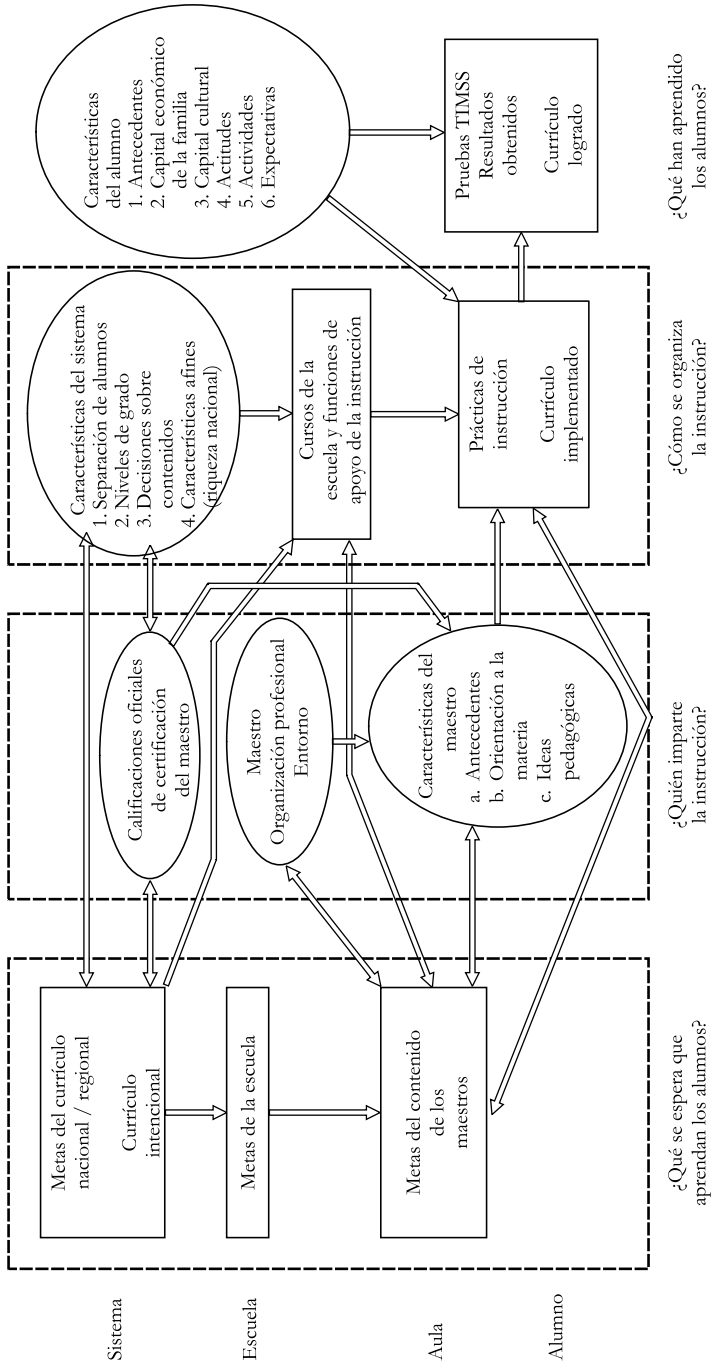 Sistema
Escuela
Aula
Alumno
Metas del currículo
nacional / regional
Currículo
intencional
Metas de la escuela
Metas del contenido
de los
maestros
¿Qué se espera que
aprendan los alumnos?
Calificaciones oficiales
de certificación
del maestro
Maestro
Organización profesional
Entorno
Características del
maestro
a. Antecedentes
b. Orientación a la
materia
c. Ideas
pedagógicas
¿Quién imparte
la instrucción?
Características del sistema
1. Separación de alumnos
2. Niveles de grado
3. Decisiones sobre
contenidos
4. Características afines
(riqueza nacional)
Cursos de la
escuela y funciones de
apoyo de la instrucción
Prácticas de
instrucción
Currículo
implementado
¿Cómo se organiza
la instrucción?
Características
del alumno
1. Antecedentes
2. Capital económico
de la familia
3. Capital cultural
4. Actitudes
5. Actividades
6. Expectativas
Pruebas TIMSS
Resultados
obtenidos
Currículo
logrado
¿Qué han aprendido
los alumnos?